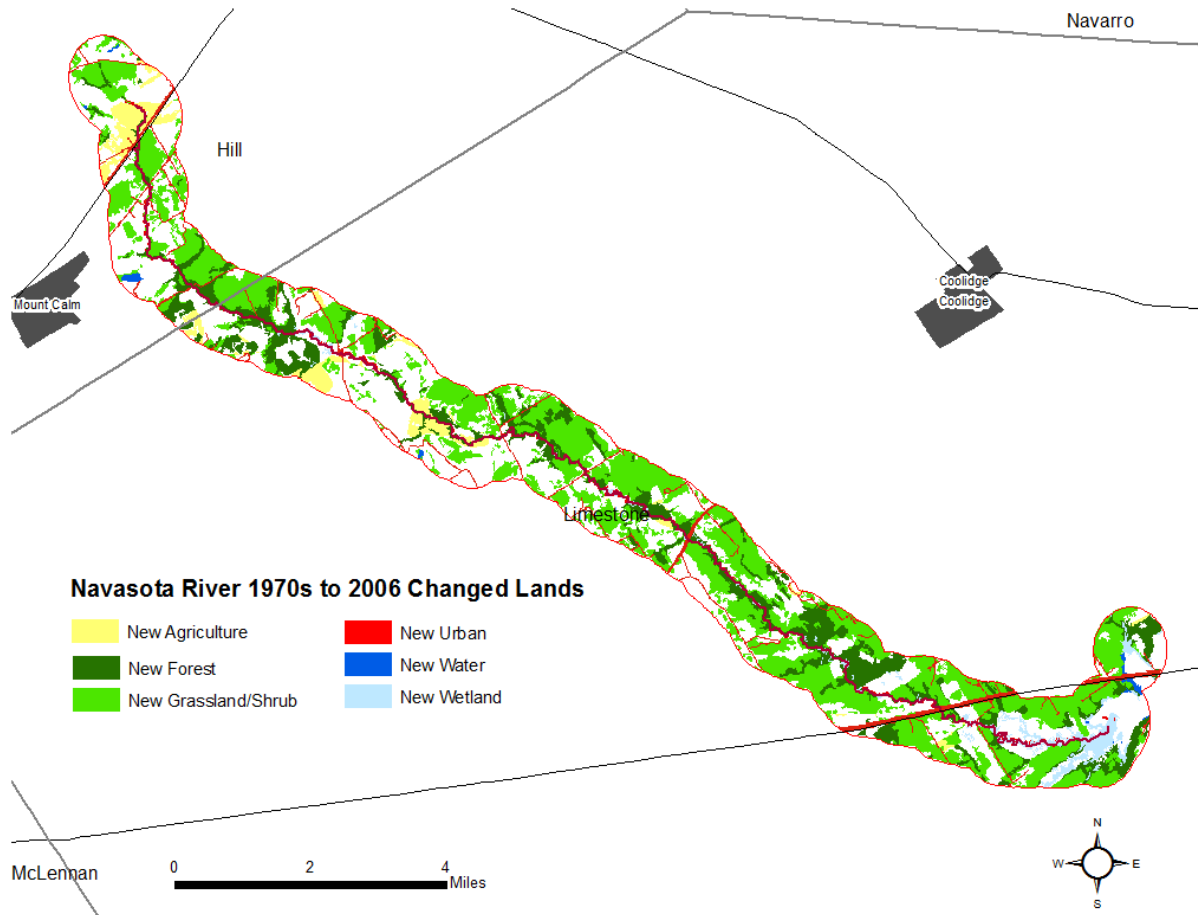 Navarro
Hill
Coolidge
Coolidge
Mount Calm
Limestone
Navasota River 1970s to 2006 Changed Lands
New Agriculture
New Urban
New Forest
New Water
New Grassland/Shrub
New Wetland
McLennan
0 2 4
Miles
N
W E
S